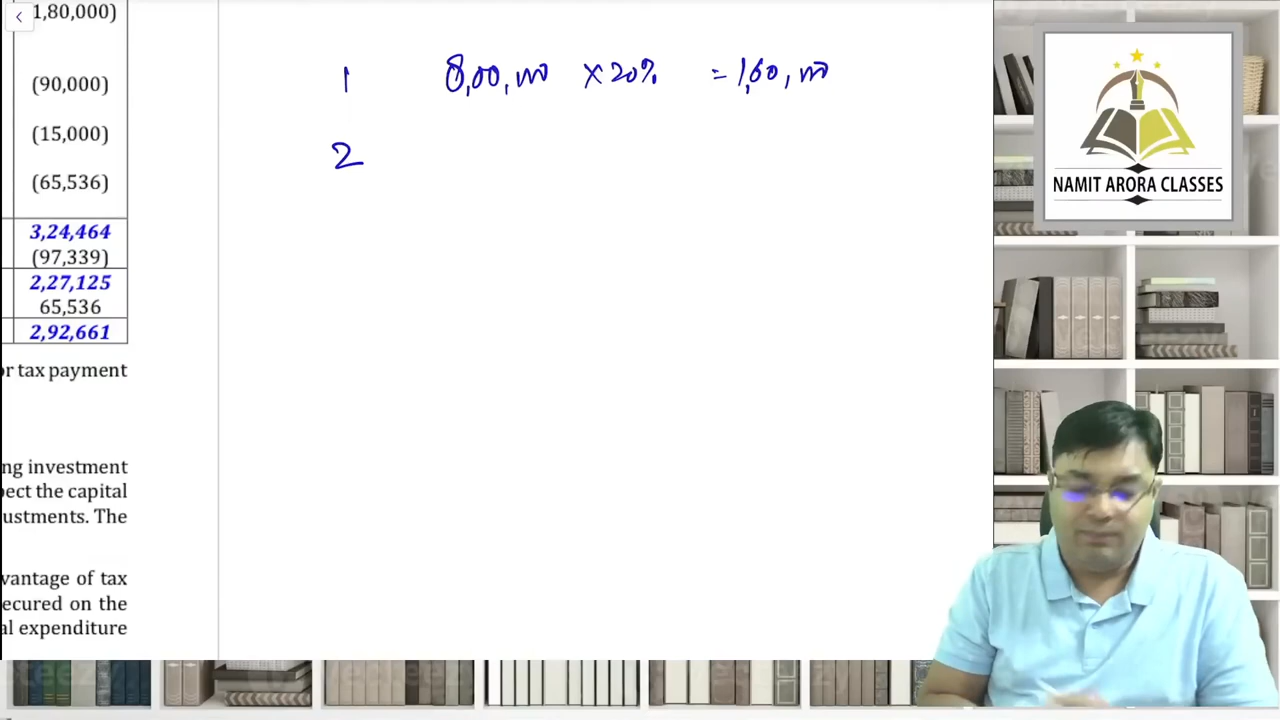 1,80,000)
(90,000)
(15,000)
(65,536)
3,24,464
(97,339)
2,27,125
65,536
2,92,661
or tax payment
ng investment
pect the capital
ustments. The
vantage of tax
ecured on the
al expenditure
1 8,00,000 × 20% = 1,60,000
2
NAMIT ARORA CLASSES